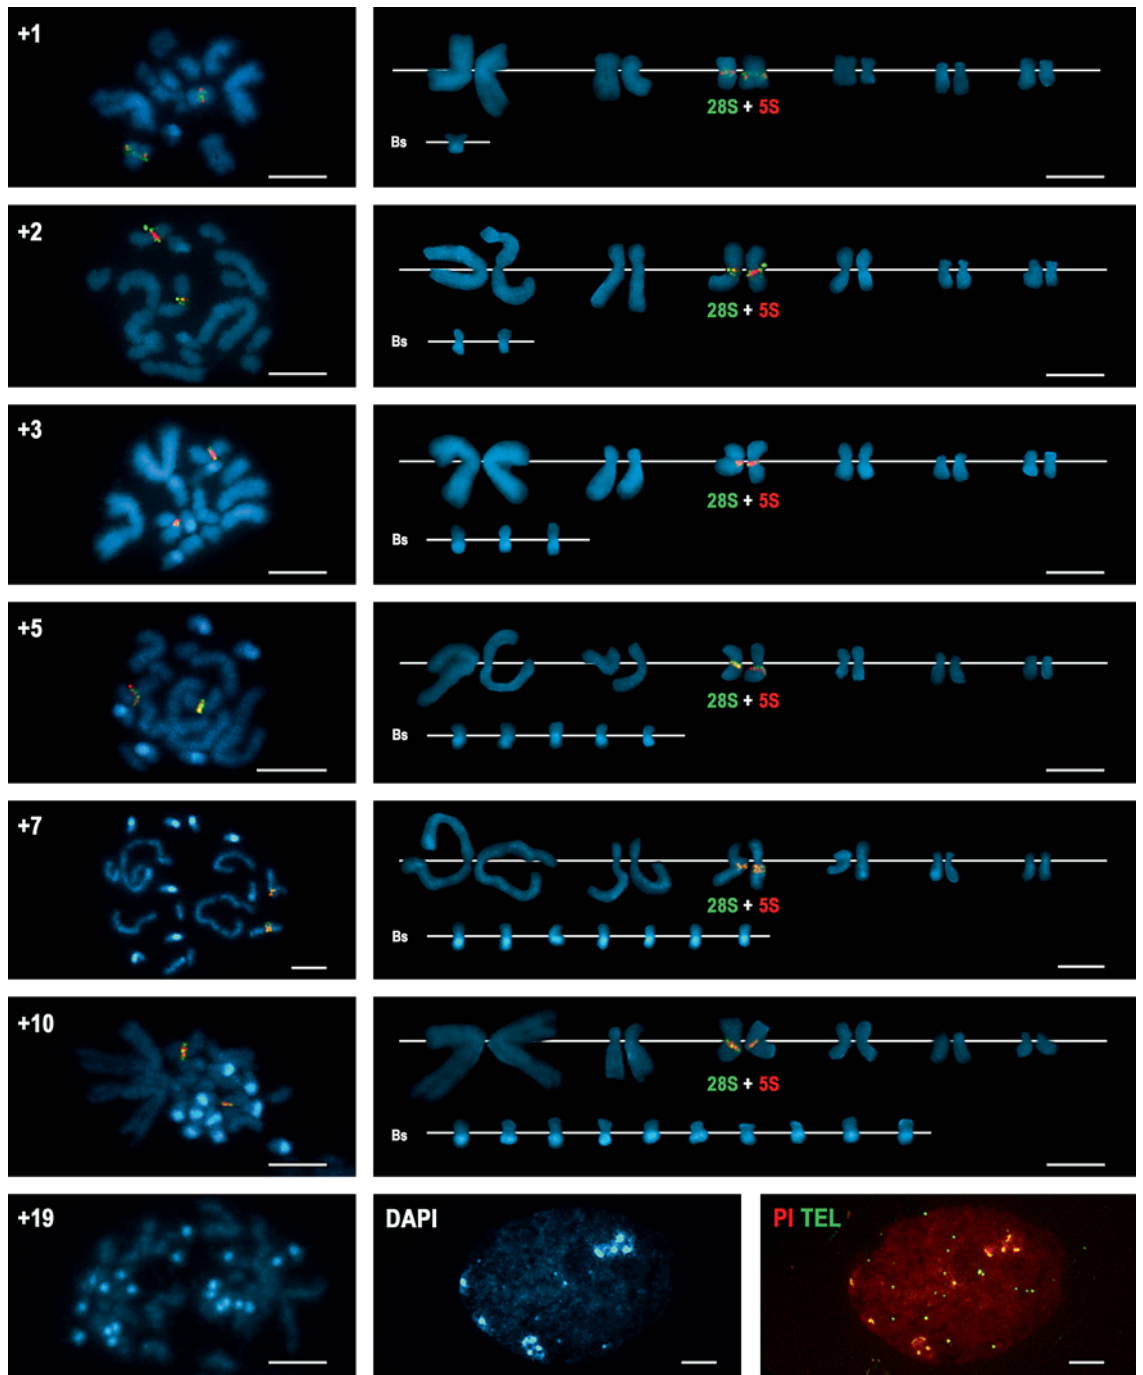 +1
28S + 5S
Bs
+2
28S + 5S
Bs
+3
28S + 5S
Bs
+5
28S + 5S
Bs
+7
28S + 5S
Bs
+10
28S + 5S
Bs
+19
DAPI
PI TEL